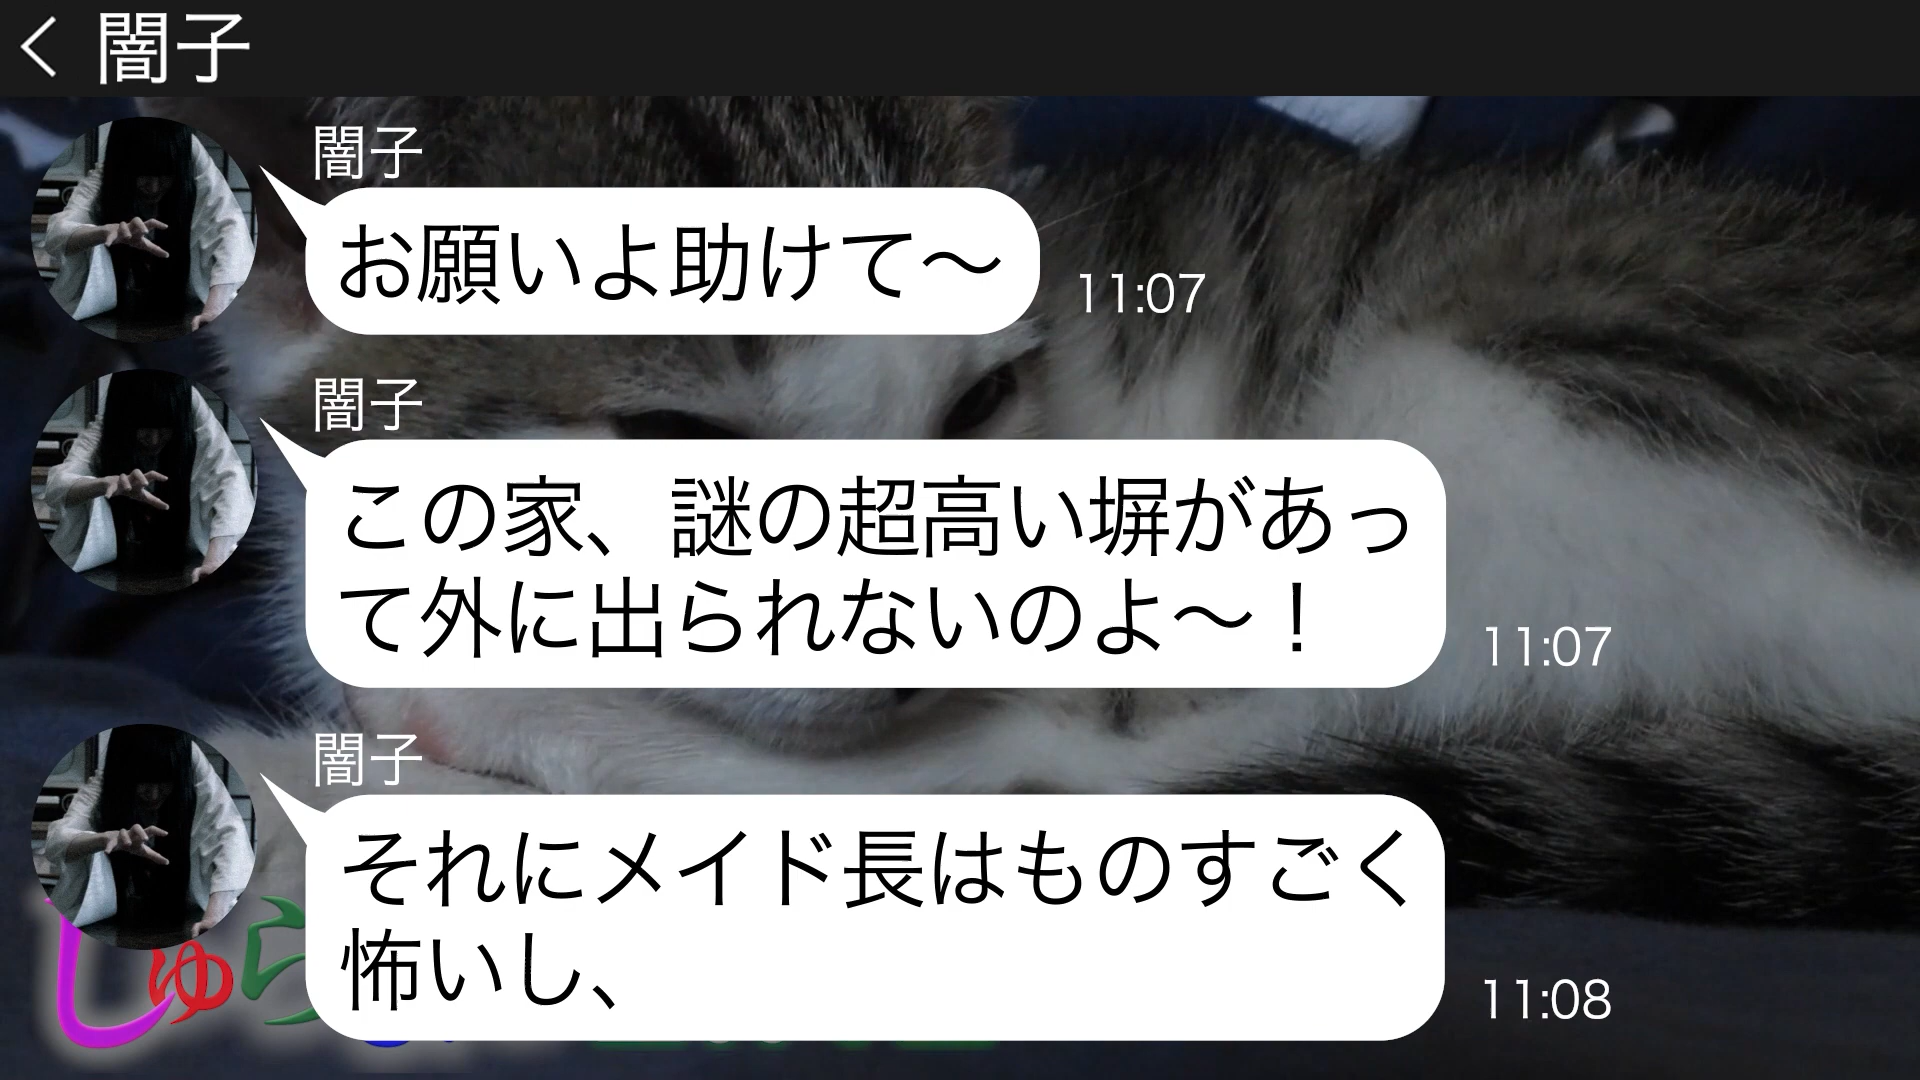 闇子
闇子
お願いよ助けて〜
11:07
闇子
この家、謎の超高い塀があっ
て外に出られないのよ〜！
11:07
闇子
それにメイド長はものすごく
怖いし、
11:08
しゅら